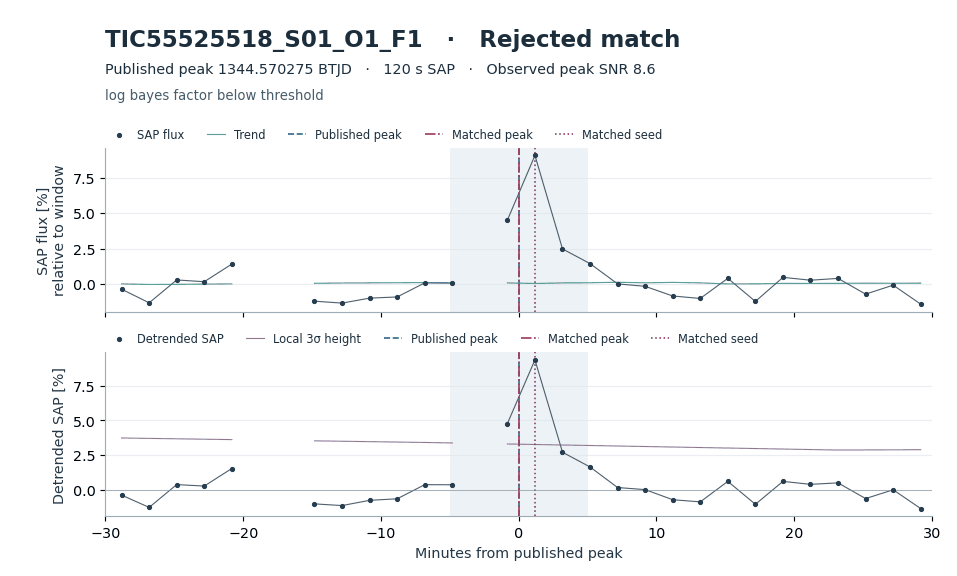 TIC55525518_S01_O1_F1 · Rejected match
Published peak 1344.570275 BTJD · 120 s SAP · Observed peak SNR 8.6
log bayes factor below threshold
SAP flux Trend Published peak Matched peak Matched seed
SAP flux [%]
relative to window
7.5
5.0
2.5
0.0
Detrended SAP Local 3σ height Published peak Matched peak Matched seed
Detrended SAP [%]
7.5
5.0
2.5
0.0
−30 −20 −10 0 10 20 30
Minutes from published peak